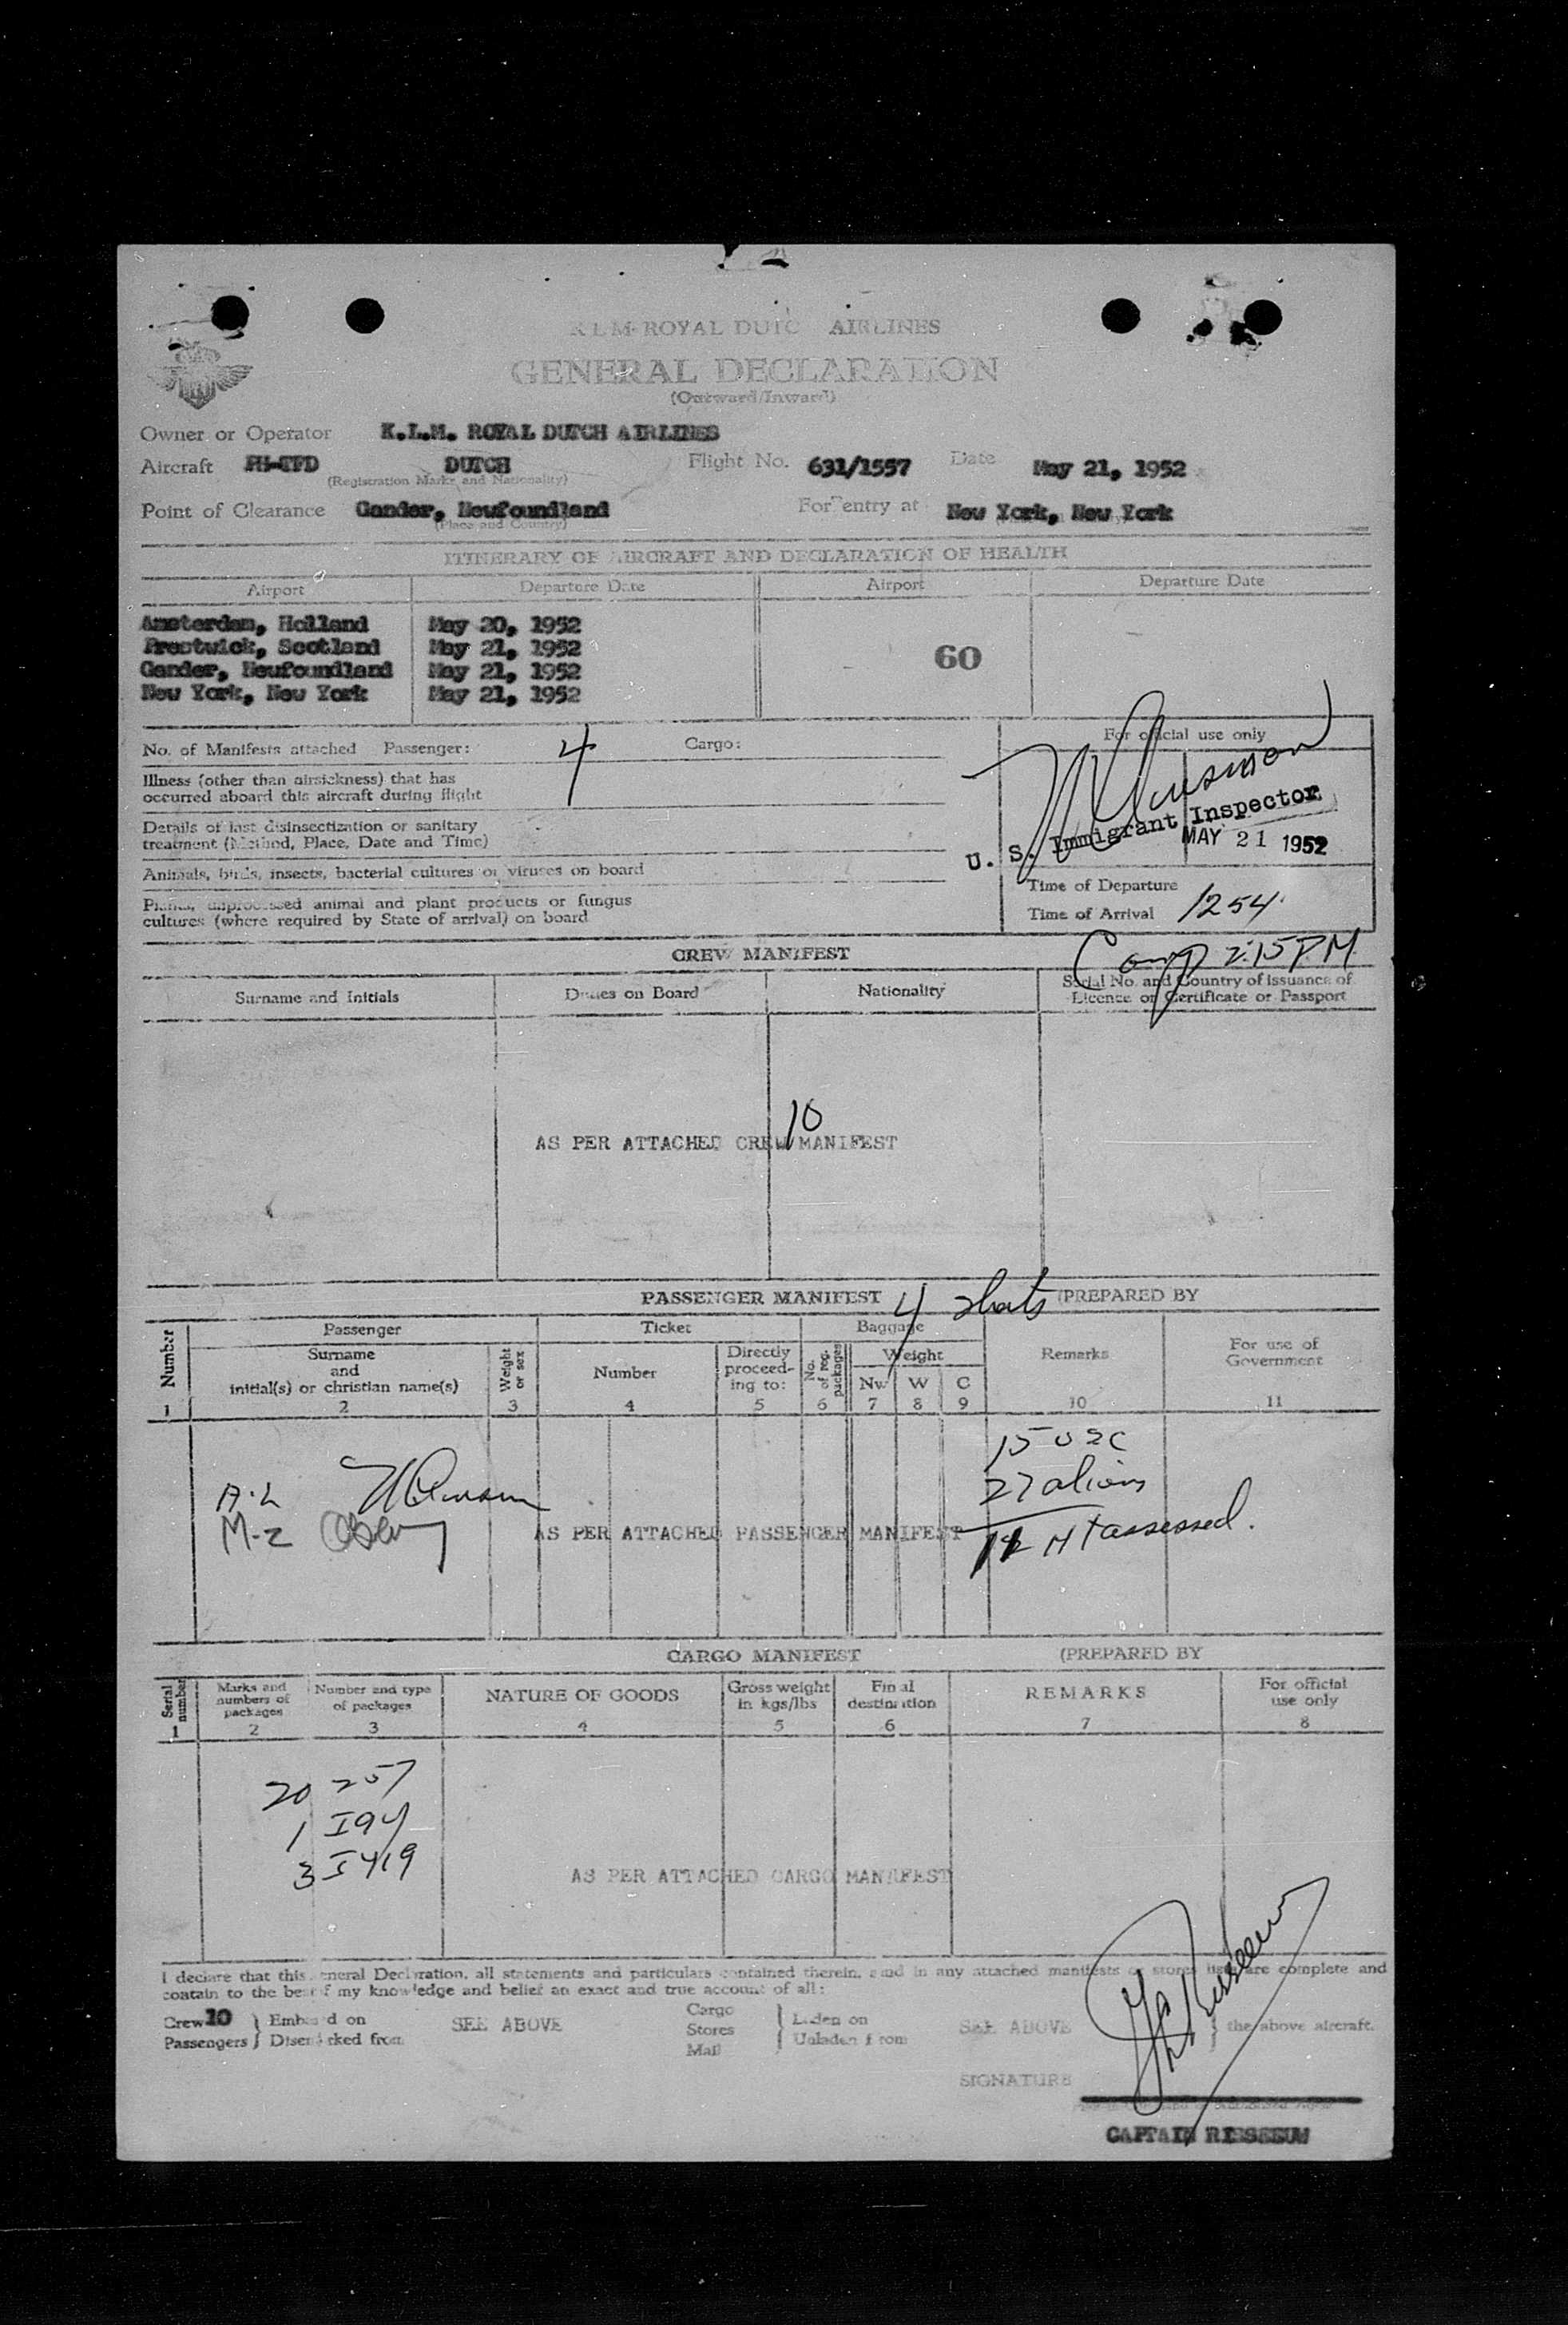 K.L.M-ROYAL DUTC AIRLINES
GENERAL DECLARATION
(Outward/Inward)
Owner or Operator K.L.M. ROYAL DUTCH AIRLINES
Aircraft PH-TFD DUTCH Flight No. 631/1557 Date May 21, 1952
(Registration Marks and Nationality)
Point of Clearance Gander, Newfoundland For entry at New York, New York
(Place and Country)
ITINERARY OF AIRCRAFT AND DECLARATION OF HEALTH
Airport Departure Date Airport Departure Date
Amsterdam, Holland May 20, 1952
Prestwick, Scotland May 21, 1952
Gander, Newfoundland May 21, 1952
New York, New York May 21, 1952
60
No. of Manifests attached Passenger: 4 Cargo:
For official use only
Illness (other than airsickness) that has
occurred aboard this aircraft during flight
Details of last disinsectization or sanitary
treatment (Method, Place, Date and Time)
U. S. Immigrant Inspector
MAY 21 1952
Animals, birds, insects, bacterial cultures or viruses on board
Plants, unprocessed animal and plant products or fungus
cultures (where required by State of arrival) on board
Time of Departure
Time of Arrival 1254
Comp 2:15 P.M.
CREW MANIFEST
Surname and Initials Duties on Board Nationality Serial No. and Country of issuance of
Licence or Certificate or Passport
10
AS PER ATTACHED CREW MANIFEST
PASSENGER MANIFEST 4 (PREPARED BY
Number Passenger Ticket Baggage Remarks For use of
Government
Surname
and
initial(s) or christian name(s) Weight or sex Number Directly
proceed-
ing to: No. of reg. packages Weight
Nw W C
1 2 3 4 5 6 7 8 9 10 11
15 USC
27 aliens
A-2
M-2
AS PER ATTACHED PASSENGER MANIFEST
12 Ht assessed.
CARGO MANIFEST (PREPARED BY
Serial number Marks and
numbers of
packages Number and type
of packages NATURE OF GOODS Gross weight
in kgs/lbs Final
destination REMARKS For official
use only
1 2 3 4 5 6 7 8
20 257
1 I94
3 I419
AS PER ATTACHED CARGO MANIFEST
I declare that this General Declaration, all statements and particulars contained therein, and in any attached manifests or stores lists are complete and
contain to the best of my knowledge and belief an exact and true account of all:
Crew 10 Embarked on SEE ABOVE Cargo Laden on SEE ABOVE the above aircraft.
Passengers Disembarked from Stores Unladen from
Mail
SIGNATURE
CAPTAIN RIESSEEUW